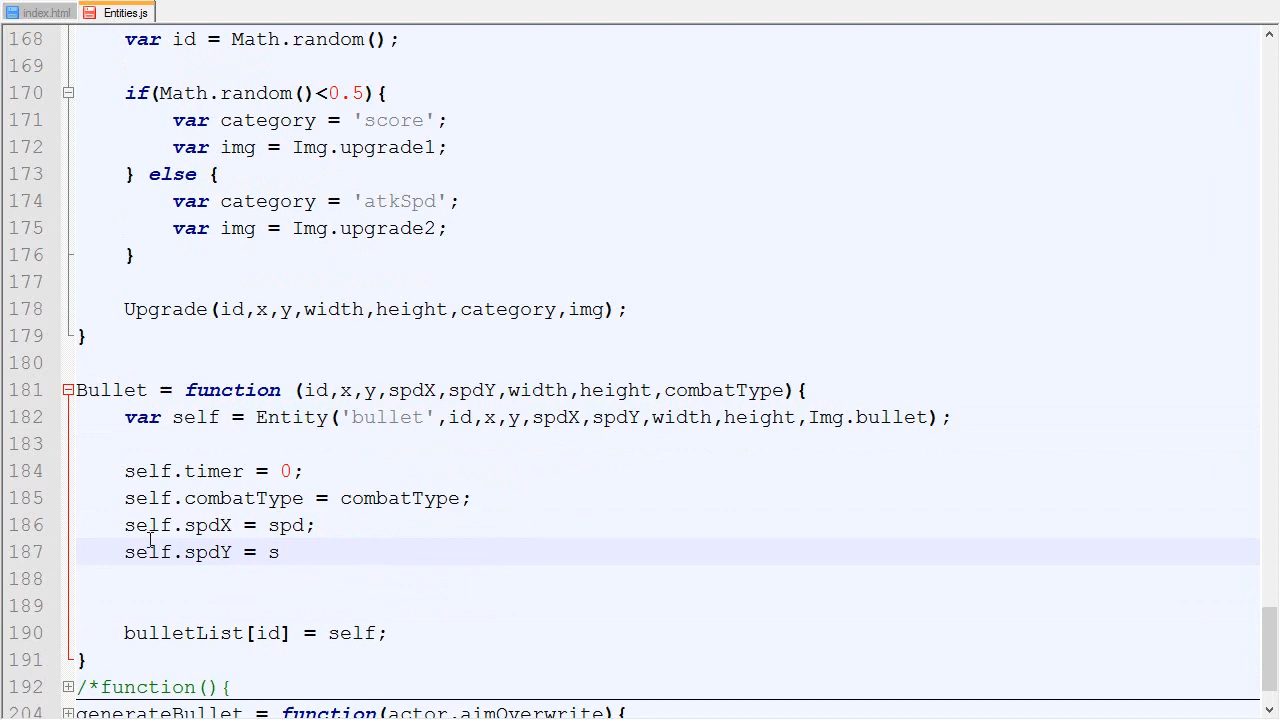 index.html Entities.js
168 var id = Math.random();
169
170 if(Math.random()<0.5){
171 var category = 'score';
172 var img = Img.upgrade1;
173 } else {
174 var category = 'atkSpd';
175 var img = Img.upgrade2;
176 }
177
178 Upgrade(id,x,y,width,height,category,img);
179 }
180
181 Bullet = function (id,x,y,spdX,spdY,width,height,combatType){
182 var self = Entity('bullet',id,x,y,spdX,spdY,width,height,Img.bullet);
183
184 self.timer = 0;
185 self.combatType = combatType;
186 self.spdX = spd;
187 self.spdY = s
188
189
190 bulletList[id] = self;
191 }
192 /*function(){
204 generateBullet = function(actor,aimOverwrite){